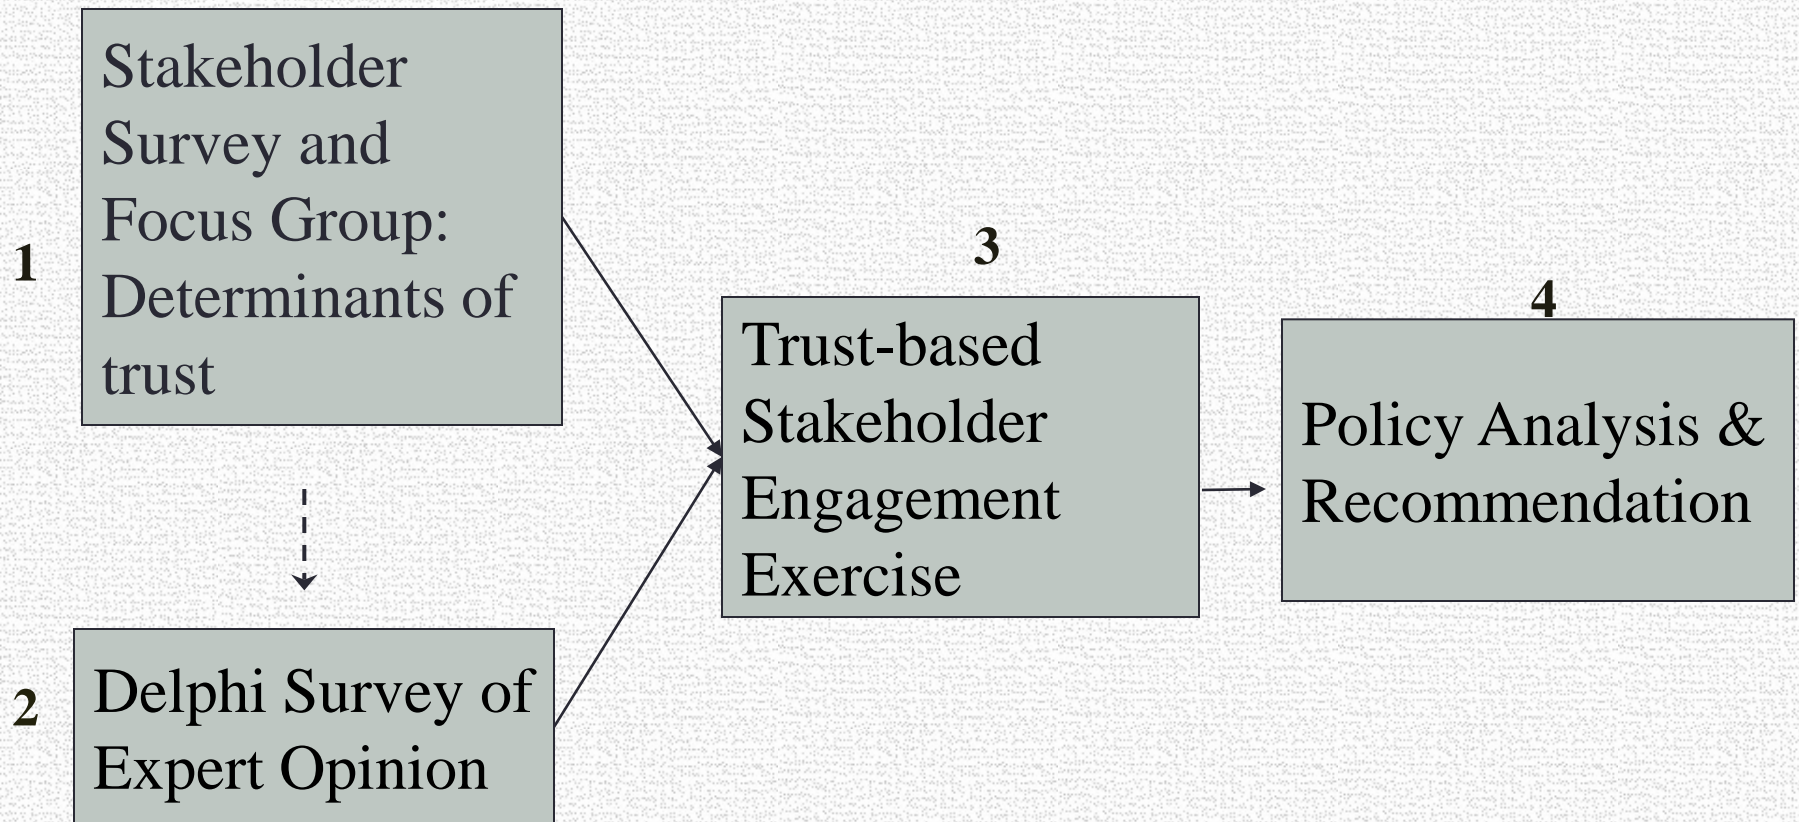 1
Stakeholder
Survey and
Focus Group:
Determinants of
trust
2
Delphi Survey of
Expert Opinion
3
Trust-based
Stakeholder
Engagement
Exercise
4
Policy Analysis &
Recommendation